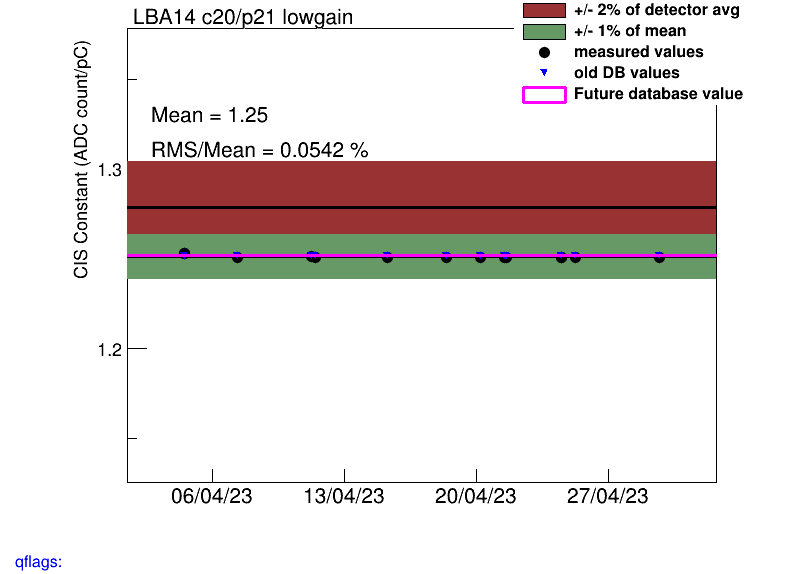 LBA14 c20/p21 lowgain
+/- 2% of detector avg
+/- 1% of mean
measured values
old DB values
Future database value
CIS Constant (ADC count/pC)
Mean = 1.25
RMS/Mean = 0.0542 %
1.3
1.2
06/04/23 13/04/23 20/04/23 27/04/23
qflags: